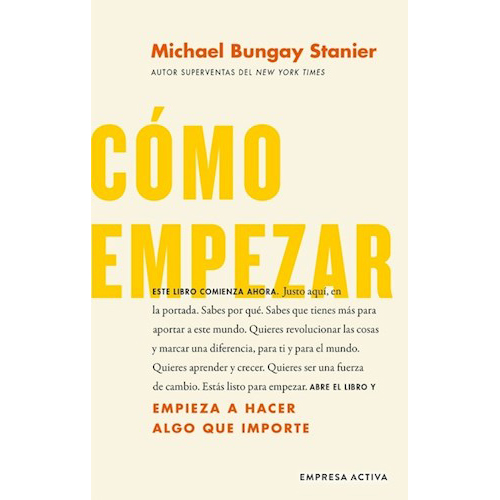 Michael Bungay Stanier
AUTOR SUPERVENTAS DEL NEW YORK TIMES
CÓMO
EMPEZAR
ESTE LIBRO COMIENZA AHORA. Justo aquí, en
la portada. Sabes por qué. Sabes que tienes más para
aportar a este mundo. Quieres revolucionar las cosas
y marcar una diferencia, para ti y para el mundo.
Quieres aprender y crecer. Quieres ser una fuerza
de cambio. Estás listo para empezar. ABRE EL LIBRO Y
EMPIEZA A HACER
ALGO QUE IMPORTE
EMPRESA ACTIVA